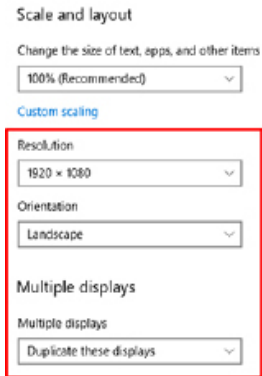 Scale and layout
Change the size of text, apps, and other items
100% (Recommended)
Custom scaling
Resolution
1920 × 1080
Orientation
Landscape
Multiple displays
Multiple displays
Duplicate these displays